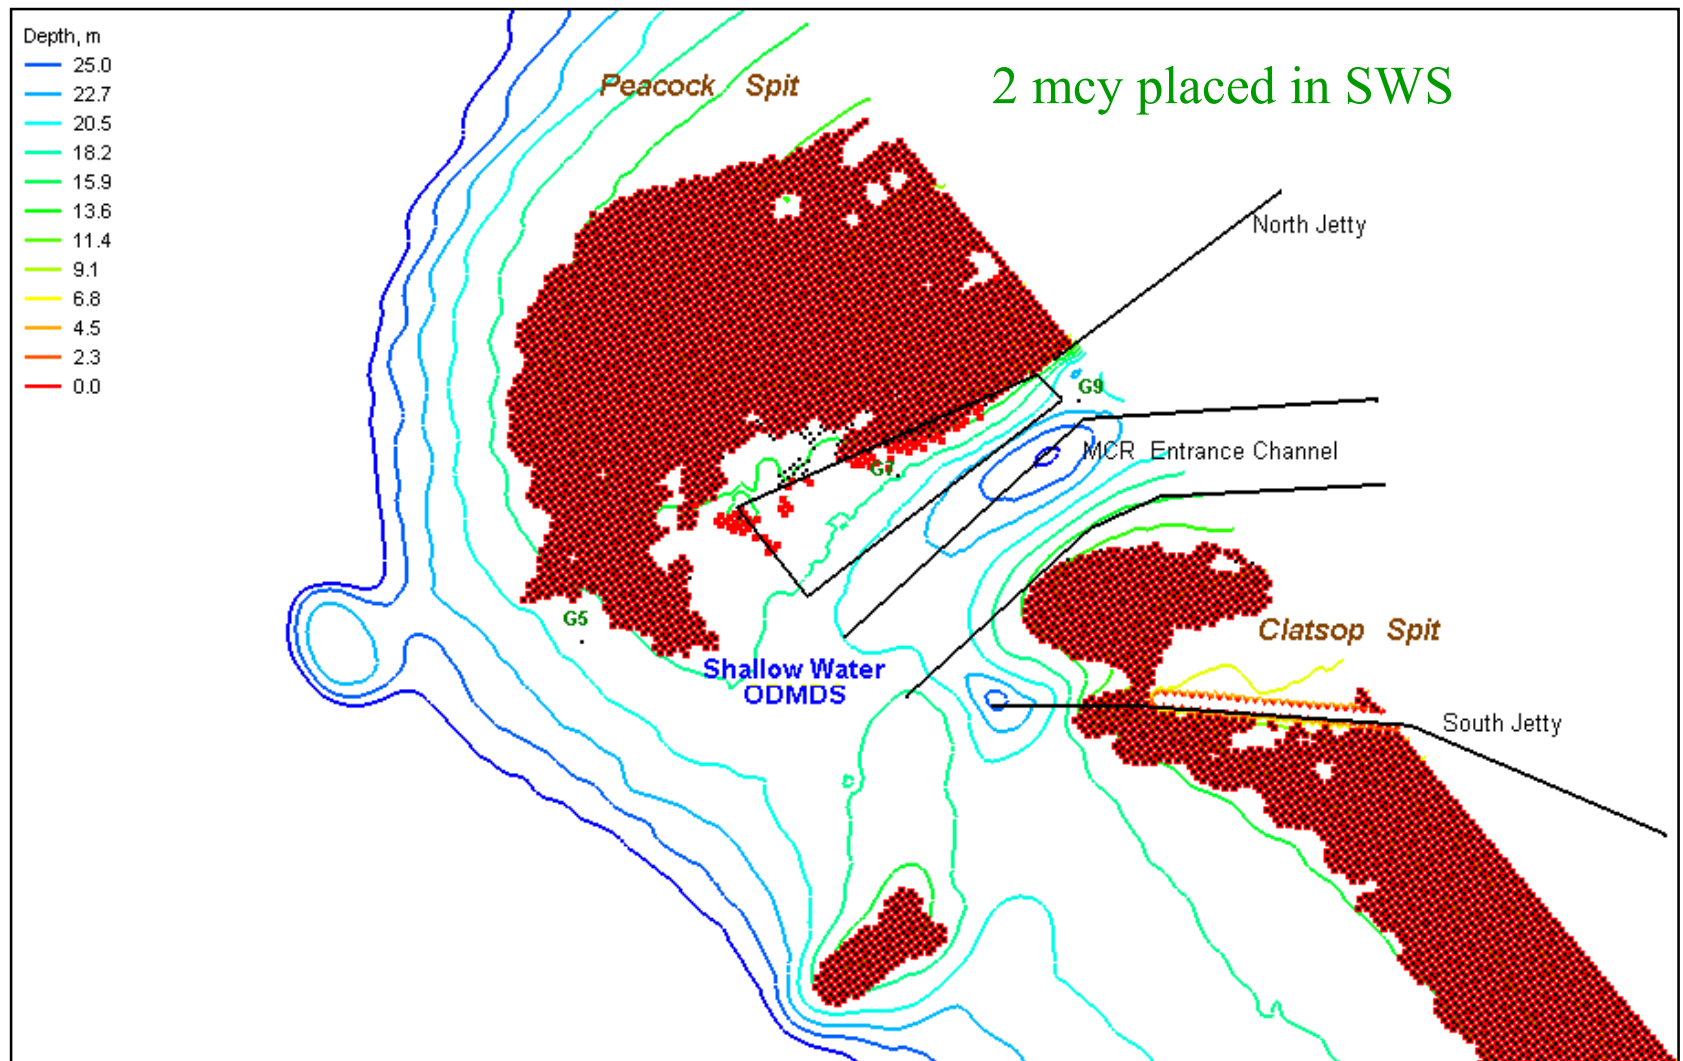 Depth, m
25.0
22.7
20.5
18.2
15.9
13.6
11.4
9.1
6.8
4.5
2.3
0.0
Peacock Spit
2 mcy placed in SWS
North Jetty
G9
MCR Entrance Channel
G7
G5
Clatsop Spit
Shallow Water
ODMDS
South Jetty